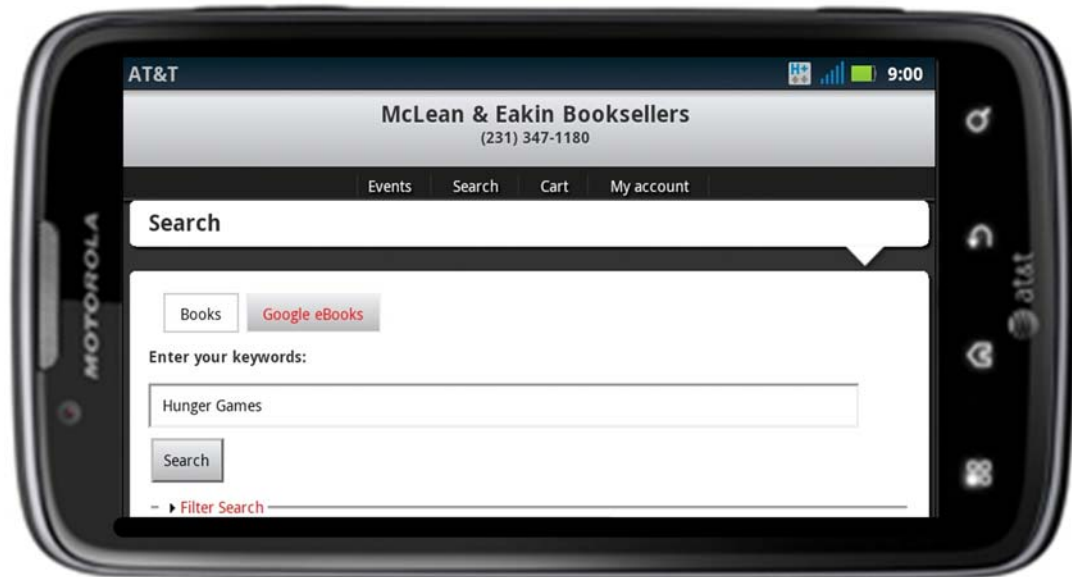 AT&T H+ 9:00
McLean & Eakin Booksellers
(231) 347-1180
Events Search Cart My account
Search
Books Google eBooks
Enter your keywords:
Hunger Games
Search
Filter Search
MOTOROLA
at&t